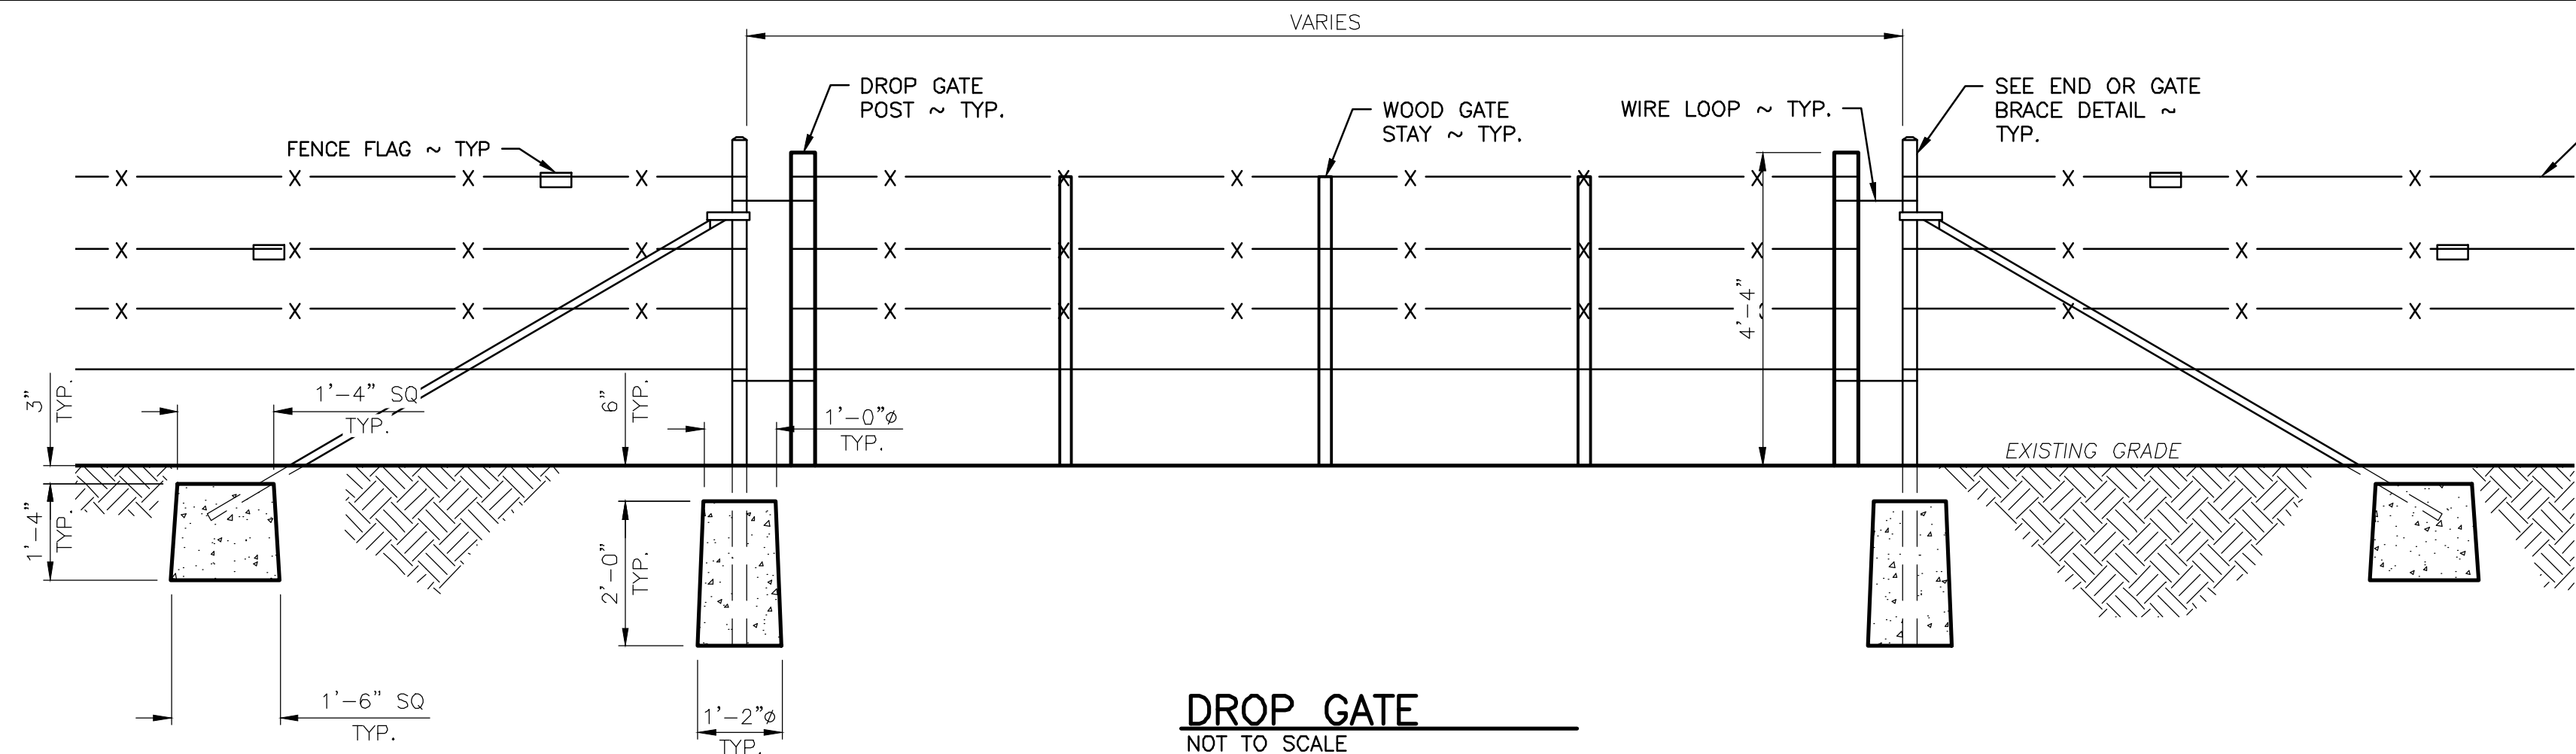 VARIES
DROP GATE
POST ~ TYP.
WOOD GATE
STAY ~ TYP.
WIRE LOOP ~ TYP.
SEE END OR GATE
BRACE DETAIL ~
TYP.
FENCE FLAG ~ TYP
X X X X X X X X X X X X X
X X X X X X X X X X X X X
X X X X X X X X X X X X
4'-4"
3"
TYP.
1'-4" SQ
TYP.
6"
TYP.
1'-0"ø
TYP.
EXISTING GRADE
1'-4"
TYP.
2'-0"
TYP.
1'-6" SQ
TYP.
1'-2"ø
TYP.
DROP GATE
NOT TO SCALE